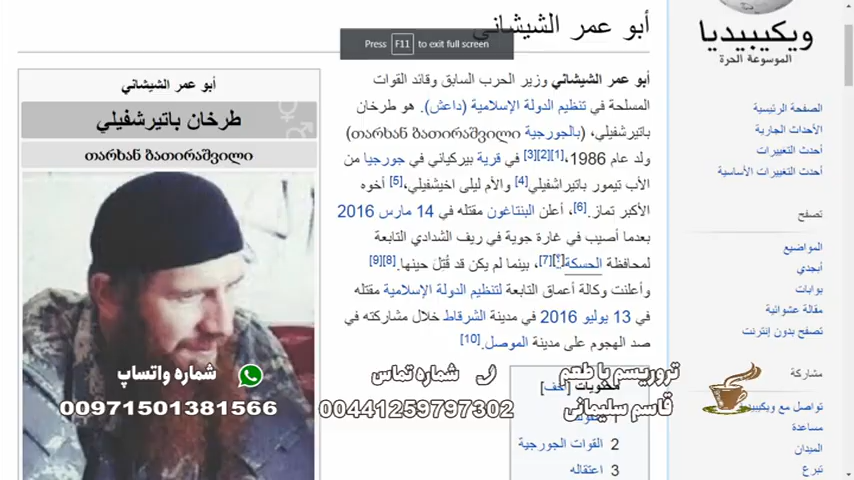 أبو عمر الشيشاني
Press F11 to exit full screen
ويكيبيديا
الموسوعة الحرة
أبو عمر الشيشاني وزير الحرب السابق وقائد القوات
المسلحة في تنظيم الدولة الإسلامية (داعش). هو طرخان
باتيرشفيلي، (بالجورجية თარხან ბათირაშვილი)
ولد عام 1986،[1][2][3] في قرية بيركياني في جورجيا من
الأب تيمور باتيراشفيلي[4] والأم ليلى اخيشفيلي،[5] أخوه
الأكبر تماز.[6]، أعلن البنتاغون مقتله في 14 مارس 2016
بعدما أصيب في غارة جوية في ريف الشدادي التابعة
لمحافظة الحسكة[7]، بينما لم يكن قد قُتل حينها.[8][9]
وأعلنت وكالة أعماق التابعة لتنظيم الدولة الإسلامية مقتله
في 13 يوليو 2016 في مدينة الشرقاط خلال مشاركته في
صد الهجوم على مدينة الموصل.[10]
أبو عمر الشيشاني
طرخان باتيرشفيلي
თარხან ბათირაშვილი
الصفحة الرئيسية
الأحداث الجارية
أحدث التغييرات
أحدث التغييرات الأساسية
تصفح
المواضيع
أبجدي
بوابات
مقالة عشوائية
تصفح بدون إنترنت
مشاركة
تواصل مع ويكيبيديا
مساعدة
الميدان
تبرع
2 القوات الجورجية
3 اعتقاله
تروریسم با طعم
قاسم سلیمانی
شماره تماس
00441259797302
شماره واتساپ
00971501381566